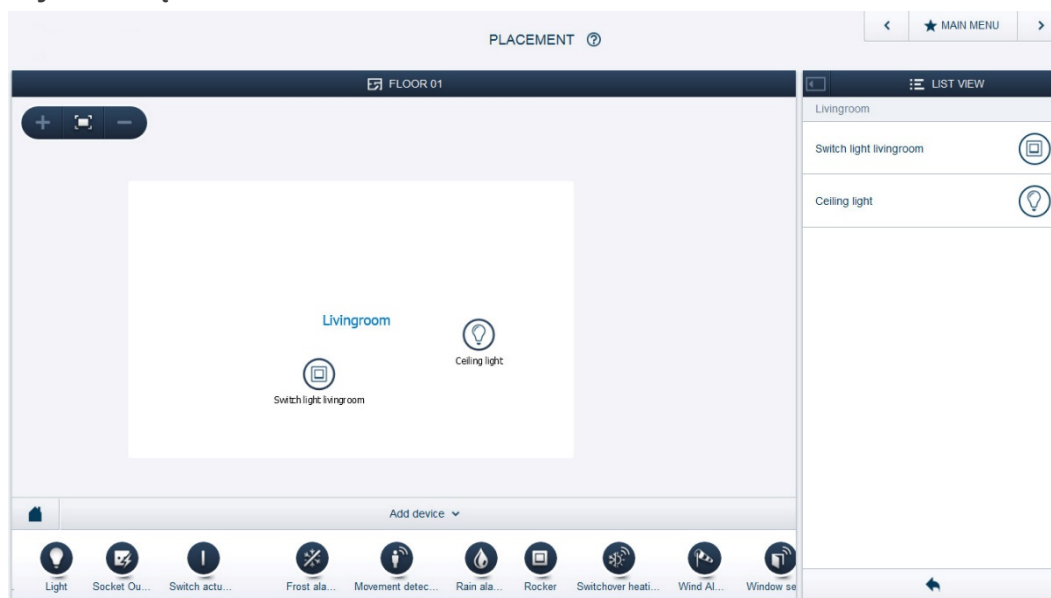 PLACEMENT ?
MAIN MENU
FLOOR 01
LIST VIEW
Livingroom
Switch light livingroom
Ceiling light
Livingroom
Ceiling light
Switch light livingroom
Add device
Light
Socket Ou...
Switch actu...
Frost ala...
Movement detec...
Rain ala...
Rocker
Switchover heati...
Wind Al...
Window se